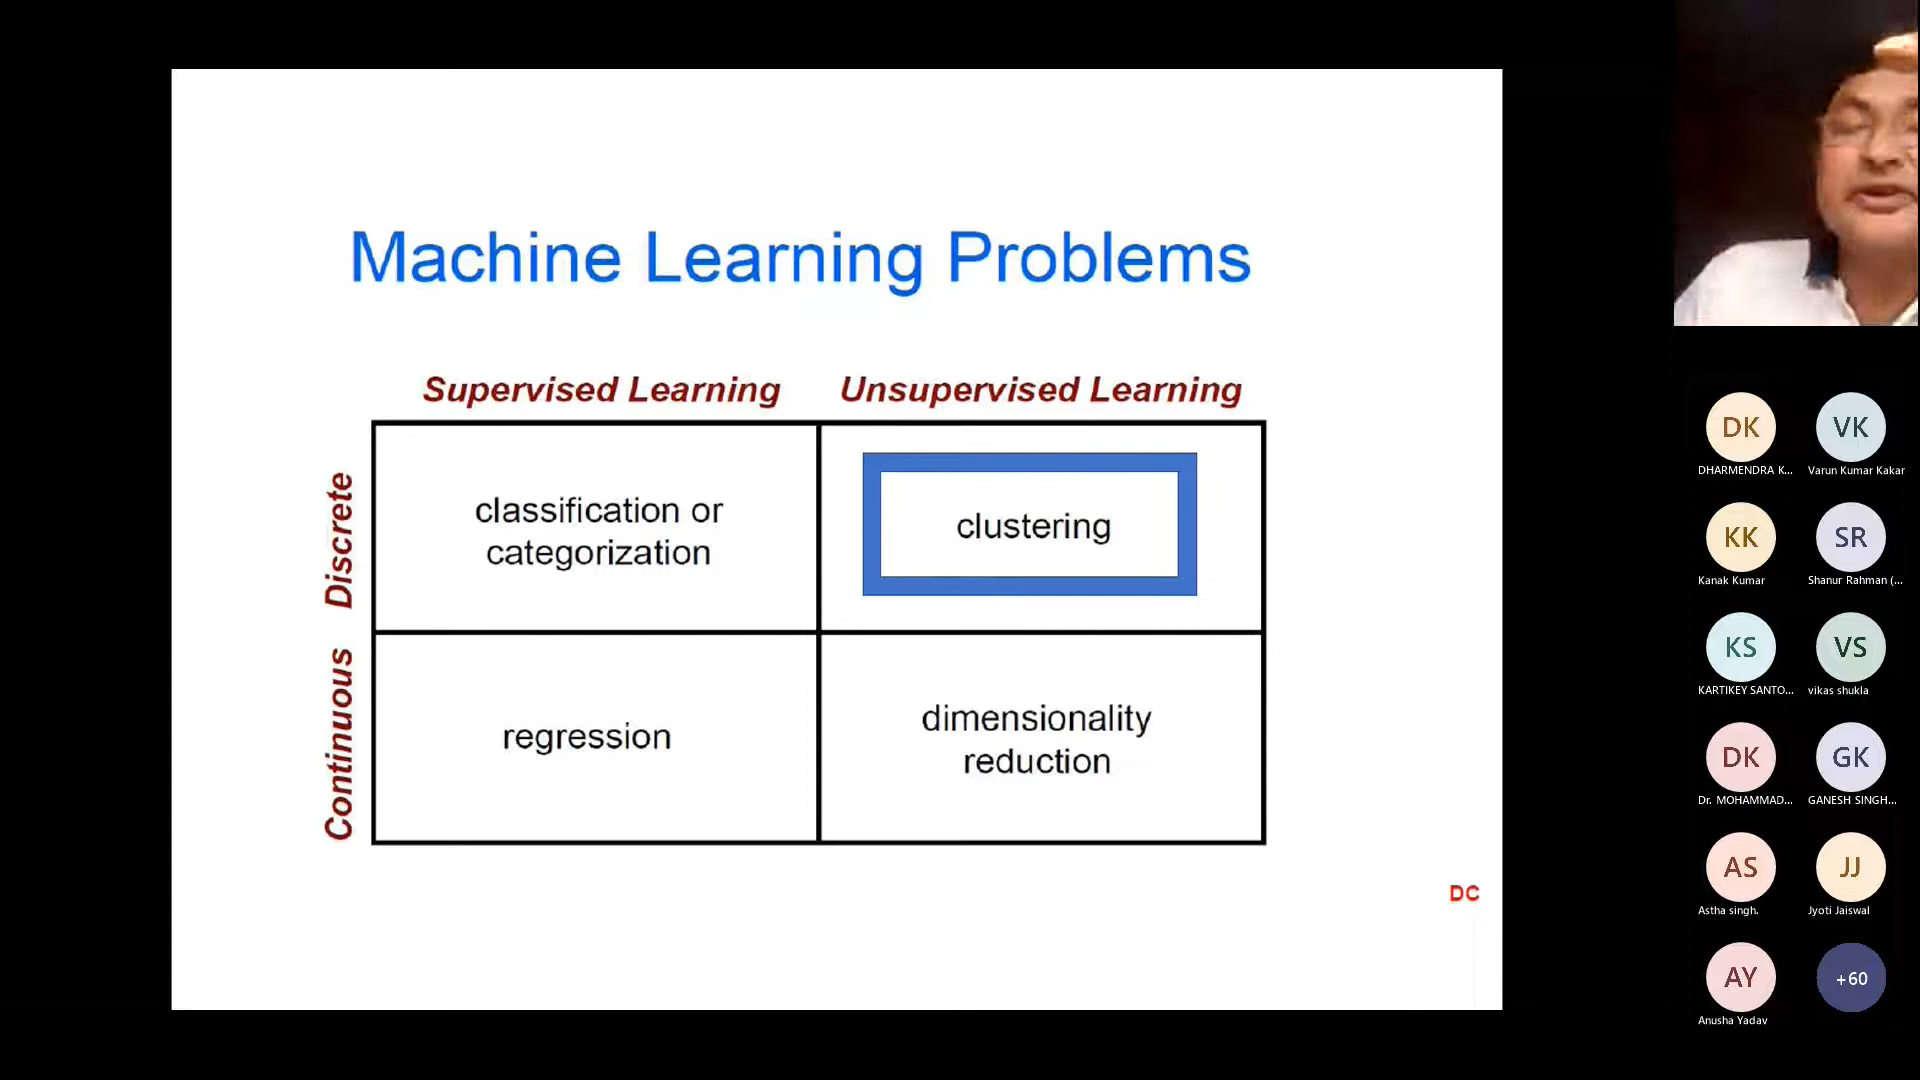 Machine Learning Problems
Supervised Learning
Unsupervised Learning
Discrete
classification or
categorization
clustering
Continuous
regression
dimensionality
reduction
DC
DK
VK
DHARMENDRA K...
Varun Kumar Kakar
KK
SR
Kanak Kumar
Shanur Rahman (...
KS
VS
KARTIKEY SANTO...
vikas shukla
DK
GK
Dr. MOHAMMAD...
GANESH SINGH...
AS
JJ
Astha singh.
Jyoti Jaiswal
AY
+60
Anusha Yadav